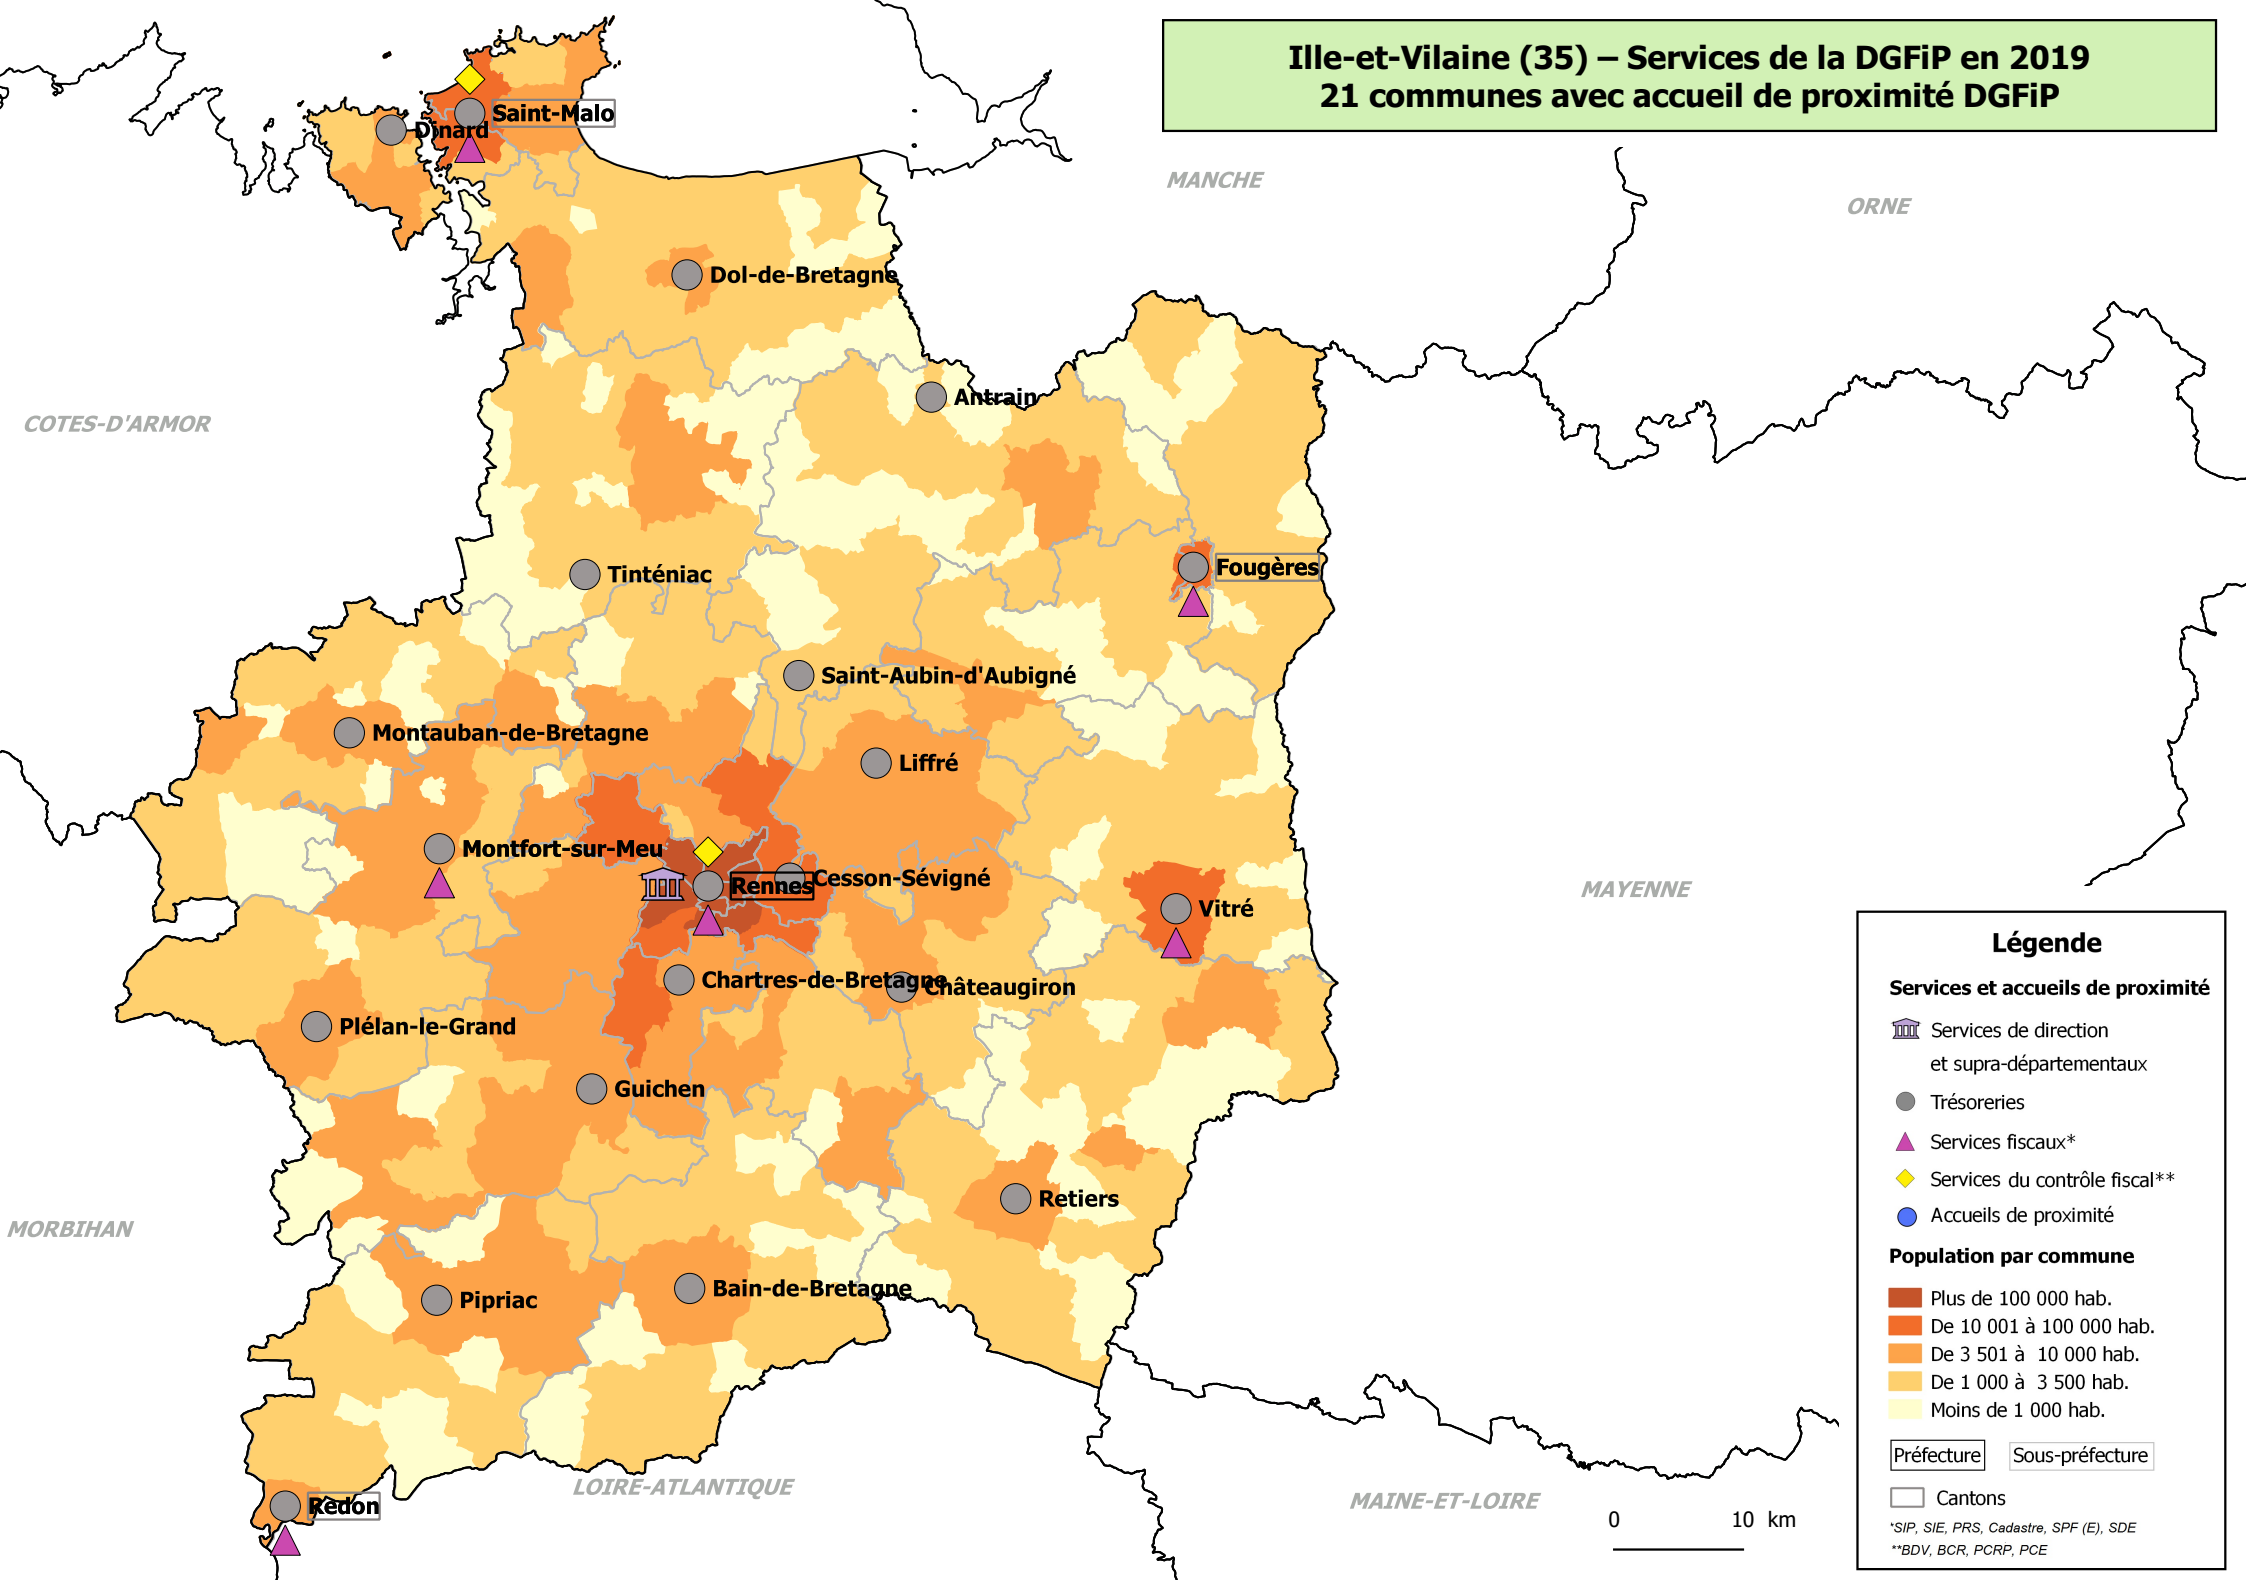 Ille-et-Vilaine (35) – Services de la DGFiP en 2019
21 communes avec accueil de proximité DGFiP
Saint-Malo
Dinard
MANCHE
ORNE
Dol-de-Bretagne
Antrain
COTES-D'ARMOR
Fougères
Tinténiac
Saint-Aubin-d'Aubigné
Montauban-de-Bretagne
Liffré
Montfort-sur-Meu
Cesson-Sévigné
Rennes
MAYENNE
Vitré
Chartres-de-Bretagne
Châteaugiron
Plélan-le-Grand
Guichen
Retiers
MORBIHAN
Bain-de-Bretagne
Pipriac
LOIRE-ATLANTIQUE
MAINE-ET-LOIRE
Redon
0 10 km
Légende
Services et accueils de proximité
Services de direction
et supra-départementaux
Trésoreries
Services fiscaux*
Services du contrôle fiscal**
Accueils de proximité
Population par commune
Plus de 100 000 hab.
De 10 001 à 100 000 hab.
De 3 501 à 10 000 hab.
De 1 000 à 3 500 hab.
Moins de 1 000 hab.
Préfecture Sous-préfecture
Cantons
*SIP, SIE, PRS, Cadastre, SPF (E), SDE
**BDV, BCR, PCRP, PCE